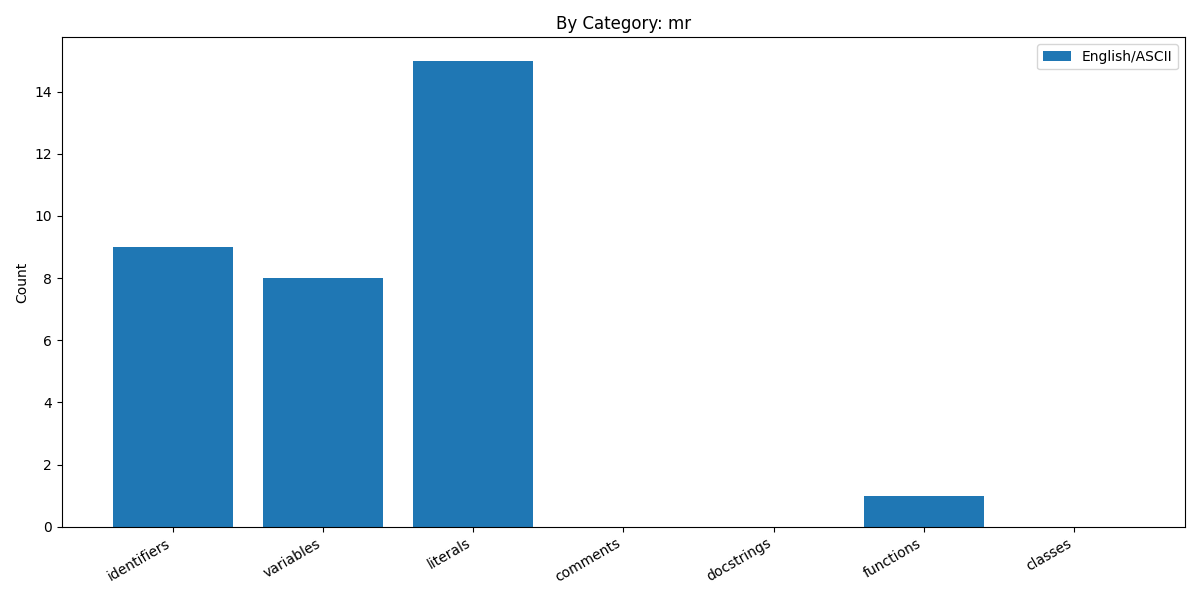 By Category: mr
English/ASCII
Count
14
12
10
8
6
4
2
0
identifiers
variables
literals
comments
docstrings
functions
classes